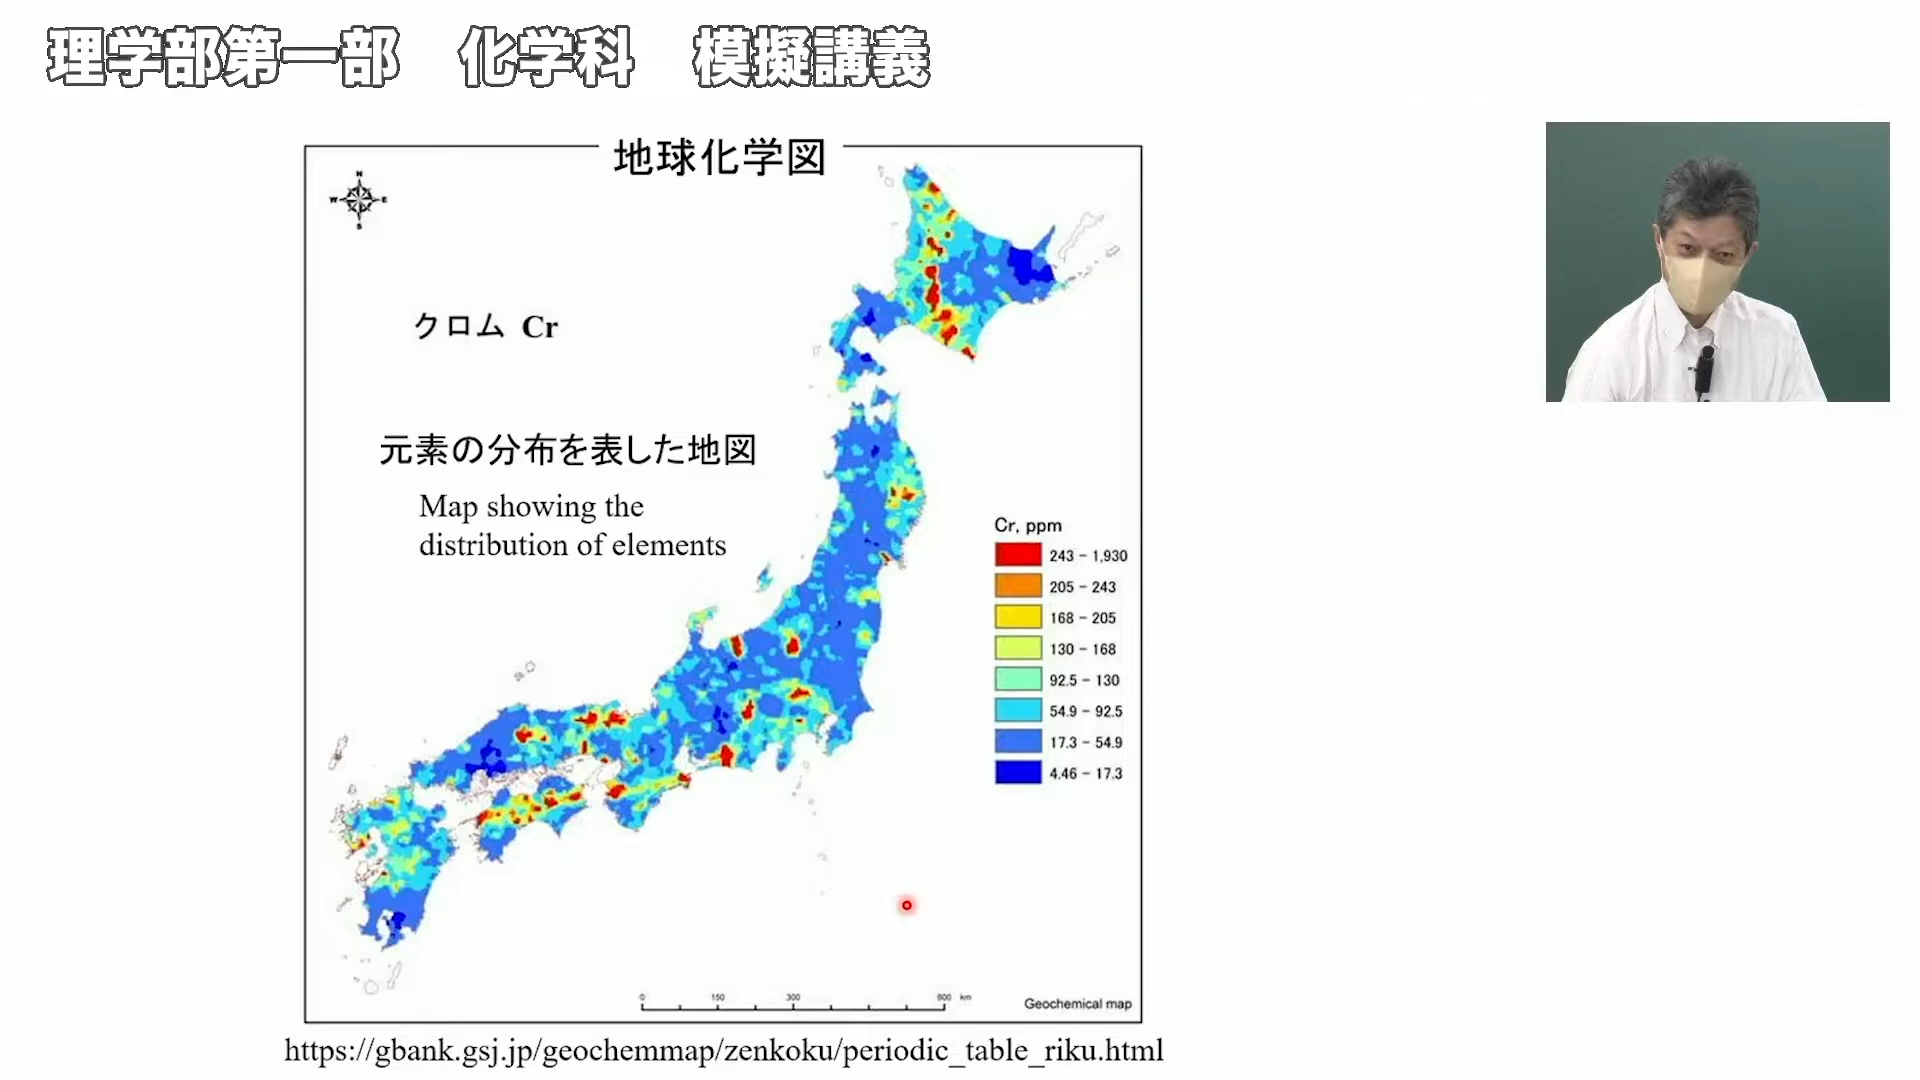 理学部第一部　化学科　模擬講義
地球化学図
N
W E
S
クロム Cr
元素の分布を表した地図
Map showing the
distribution of elements
Cr, ppm
243 - 1,930
205 - 243
168 - 205
130 - 168
92.5 - 130
54.9 - 92.5
17.3 - 54.9
4.46 - 17.3
0 150 300 600 km
Geochemical map
https://gbank.gsj.jp/geochemmap/zenkoku/periodic_table_riku.html